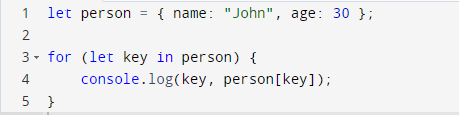 1 let person = { name: "John", age: 30 };
2
3 for (let key in person) {
4     console.log(key, person[key]);
5 }